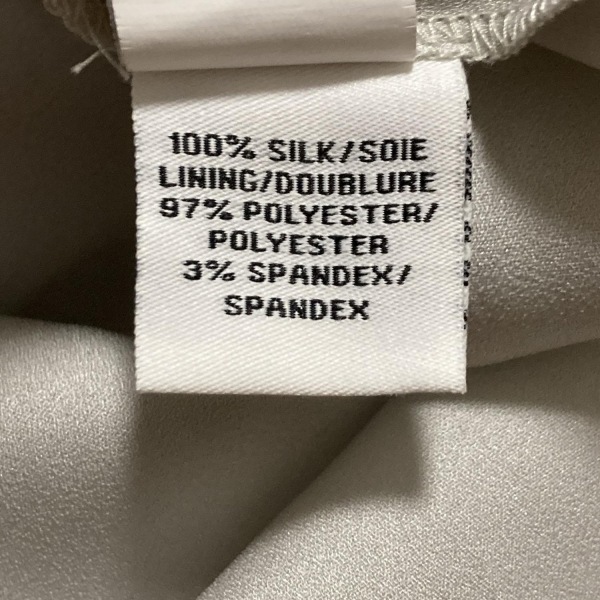 100% SILK/SOIE
LINING/DOUBLURE
97% POLYESTER/
POLYESTER
3% SPANDEX/
SPANDEX